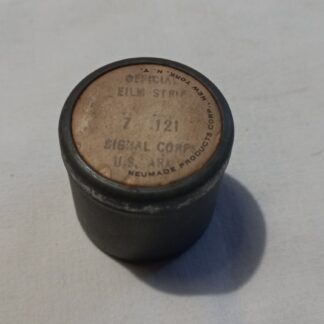 OFFICIAL
FILM STRIP
7 121
SIGNAL CORPS
U.S. ARMY
NEUMADE PRODUCTS CORP., NEW YORK, N. Y.